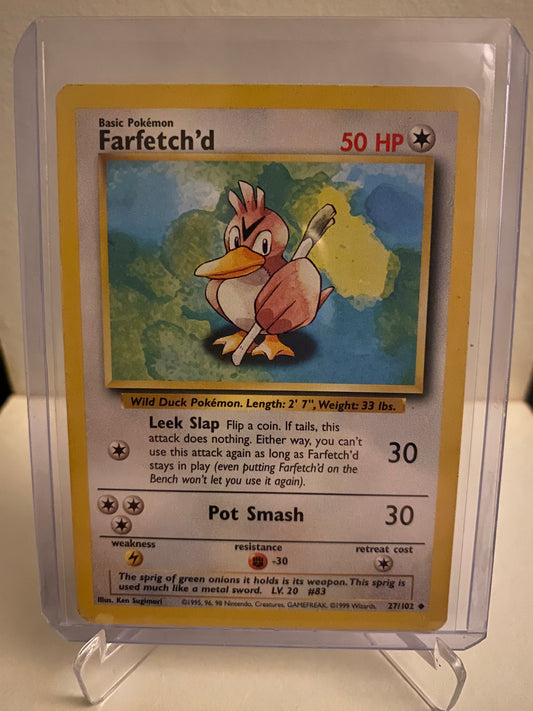 Basic Pokémon
Farfetch'd
50 HP
Wild Duck Pokémon. Length: 2' 7", Weight: 33 lbs.
Leek Slap Flip a coin. If tails, this
attack does nothing. Either way, you can't
use this attack again as long as Farfetch'd
stays in play (even putting Farfetch'd on the
Bench won't let you use it again).
30
Pot Smash 30
weakness resistance retreat cost
-30
The sprig of green onions it holds is its weapon. This sprig is
used much like a metal sword. LV. 20 #83
Illus. Ken Sugimori ©1995, 96, 98 Nintendo, Creatures, GAMEFREAK. ©1999 Wizards. 27/102